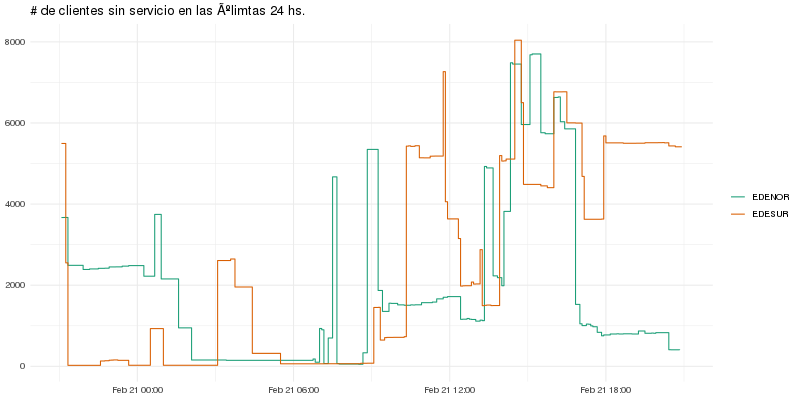 # de clientes sin servicio en las Ãºlimtas 24 hs.
8000
6000
4000
2000
0
Feb 21 00:00
Feb 21 06:00
Feb 21 12:00
Feb 21 18:00
EDENOR
EDESUR